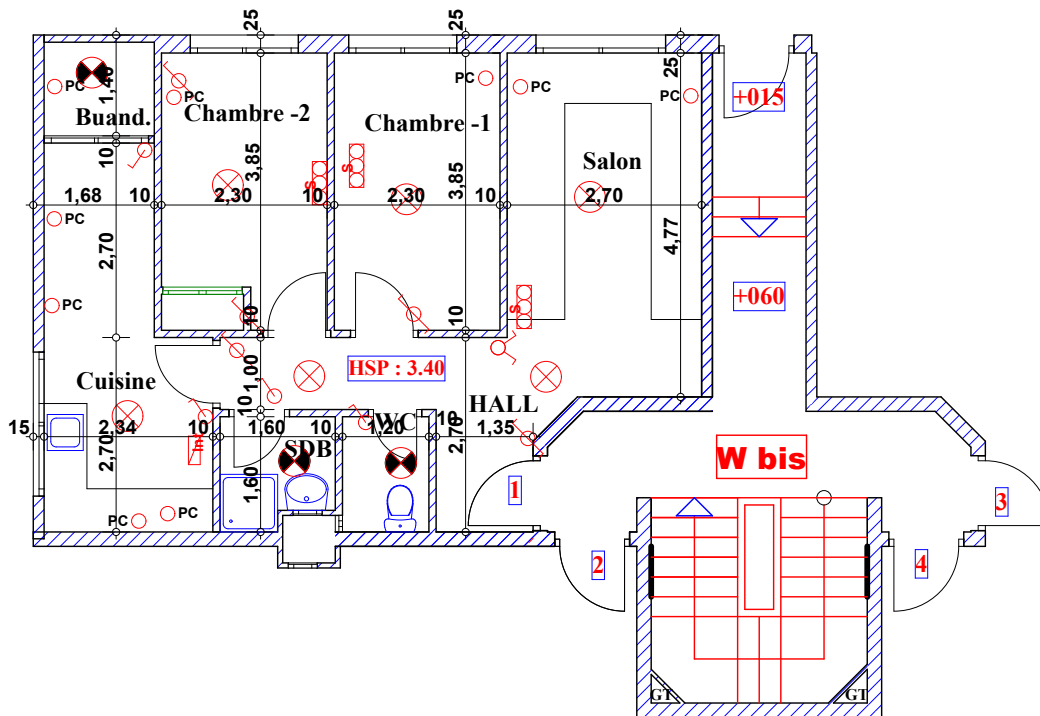 25
25
25
PC
1,40
PC
PC
PC
PC
PC
Buand.
Chambre -2
Chambre -1
Salon
+015
10
3,85
3,85
S
S
1,68
10
2,30
10
2,30
10
2,70
PC
2,70
4,77
PC
+060
S
10
10
HSP : 3.40
1,00
Cuisine
10
HALL
WC
10
15
2,34
10
1,60
10
1,20
1,35
SDB
2,70
2,70
W bis
1,60
1
3
PC
PC
2
4
GT
GT